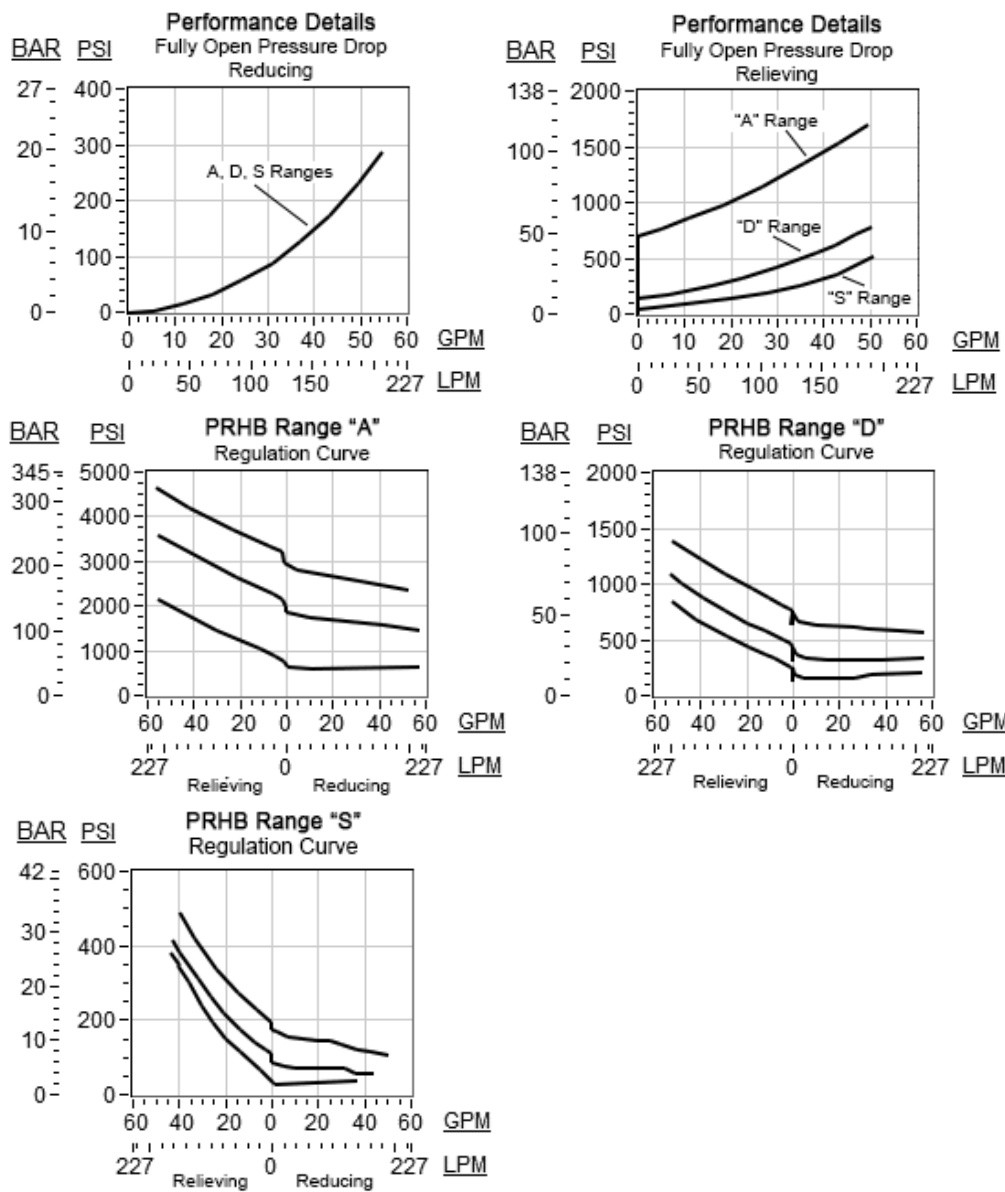 Performance Details
Fully Open Pressure Drop
Reducing
BAR PSI
27 400
300
20
200
10
100
0 0
A, D, S Ranges
0 10 20 30 40 50 60 GPM
0 50 100 150 227 LPM
Performance Details
Fully Open Pressure Drop
Relieving
BAR PSI
138 2000
1500
100
1000
50
500
0 0
"A" Range
"D" Range
"S" Range
0 10 20 30 40 50 60 GPM
0 50 100 150 227 LPM
PRHB Range "A"
Regulation Curve
BAR PSI
345 5000
300
4000
200 3000
2000
100
1000
0 0
60 40 20 0 20 40 60 GPM
227 0 227 LPM
Relieving Reducing
PRHB Range "D"
Regulation Curve
BAR PSI
138 2000
1500
100
1000
50
500
0 0
60 40 20 0 20 40 60 GPM
227 0 227 LPM
Relieving Reducing
PRHB Range "S"
Regulation Curve
BAR PSI
42 600
30
400
20
200
10
0 0
60 40 20 0 20 40 60 GPM
227 0 227 LPM
Relieving Reducing